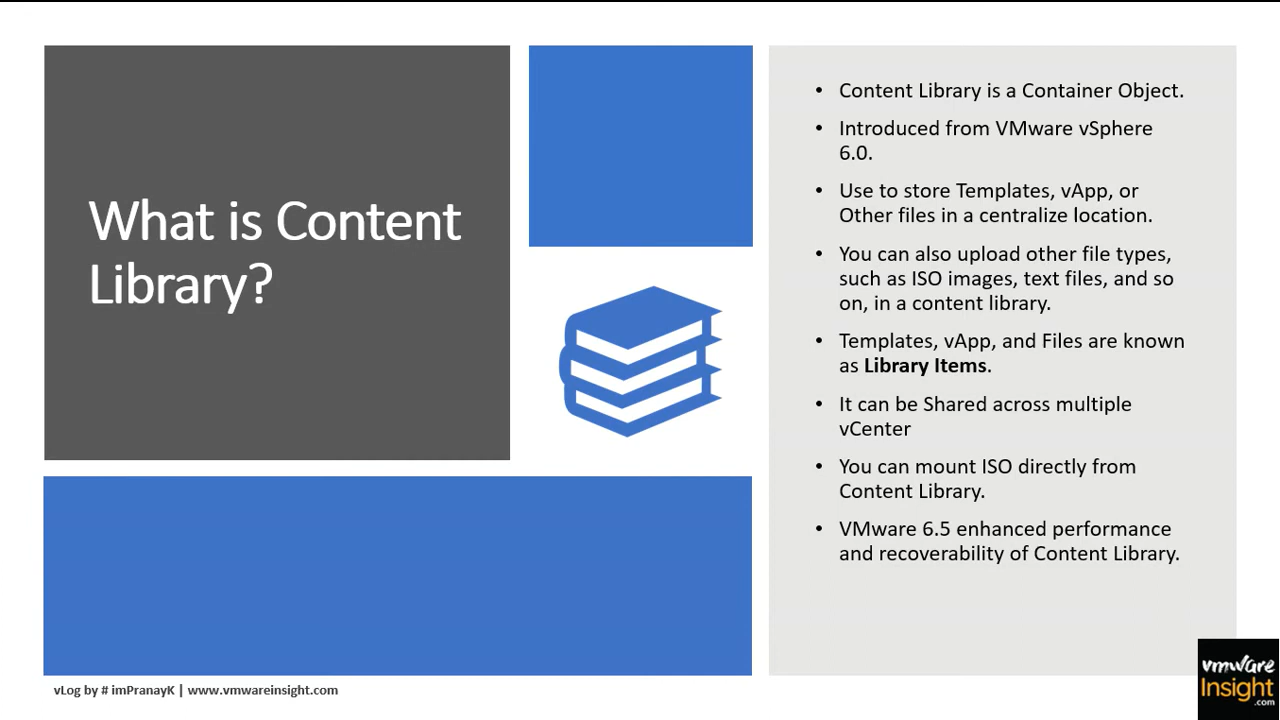 What is Content
Library?
• Content Library is a Container Object.
• Introduced from VMware vSphere
6.0.
• Use to store Templates, vApp, or
Other files in a centralize location.
• You can also upload other file types,
such as ISO images, text files, and so
on, in a content library.
• Templates, vApp, and Files are known
as Library Items.
• It can be Shared across multiple
vCenter
• You can mount ISO directly from
Content Library.
• VMware 6.5 enhanced performance
and recoverability of Content Library.
vLog by # imPranayK | www.vmwareinsight.com
vmware
Insight
.com